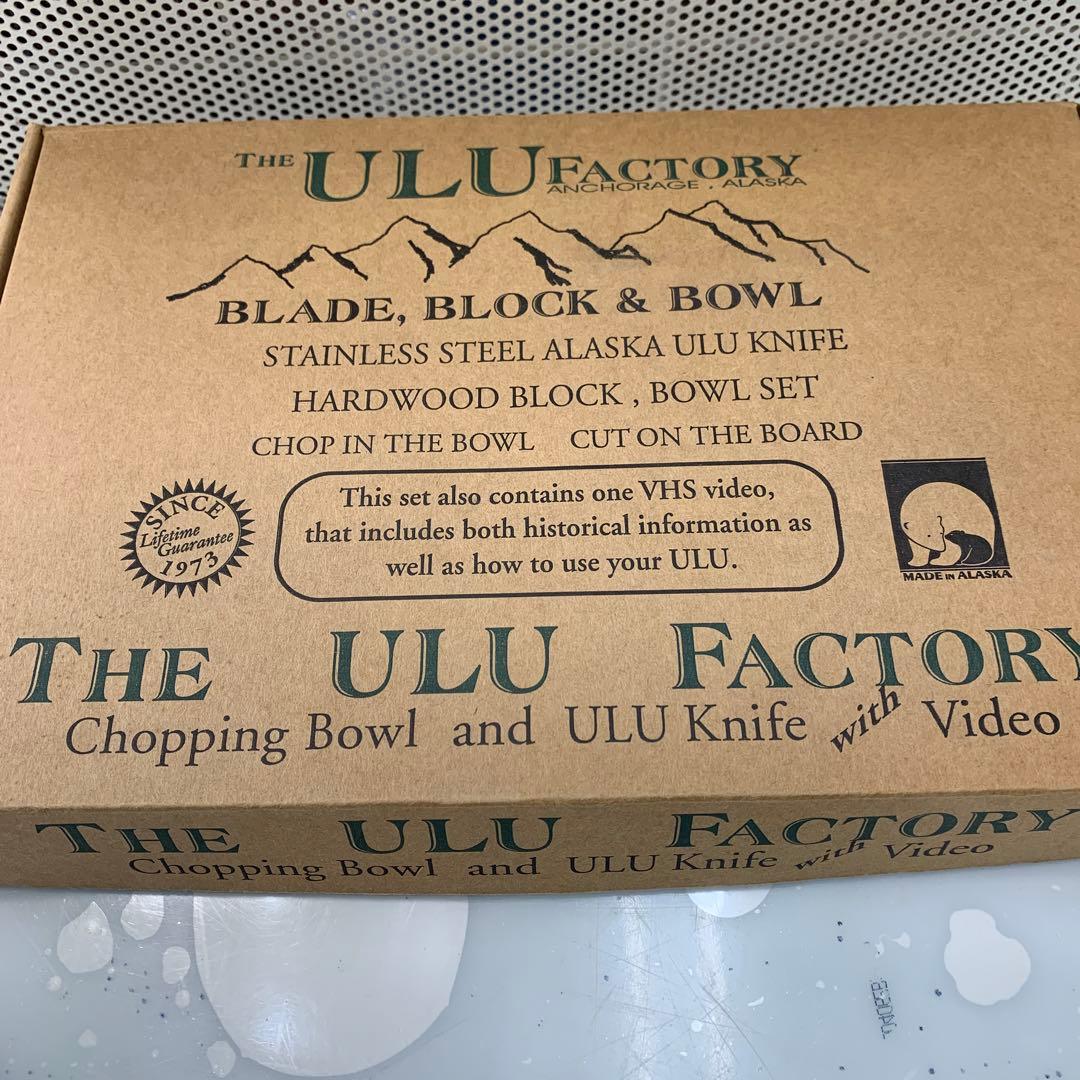 THE ULU FACTORY
ANCHORAGE , ALASKA
BLADE, BLOCK & BOWL
STAINLESS STEEL ALASKA ULU KNIFE
HARDWOOD BLOCK , BOWL SET
CHOP IN THE BOWL CUT ON THE BOARD
SINCE
Lifetime
Guarantee
1973
This set also contains one VHS video,
that includes both historical information as
well as how to use your ULU.
MADE IN ALASKA
THE ULU FACTORY
Chopping Bowl and ULU Knife with Video
THE ULU FACTORY
Chopping Bowl and ULU Knife with Video